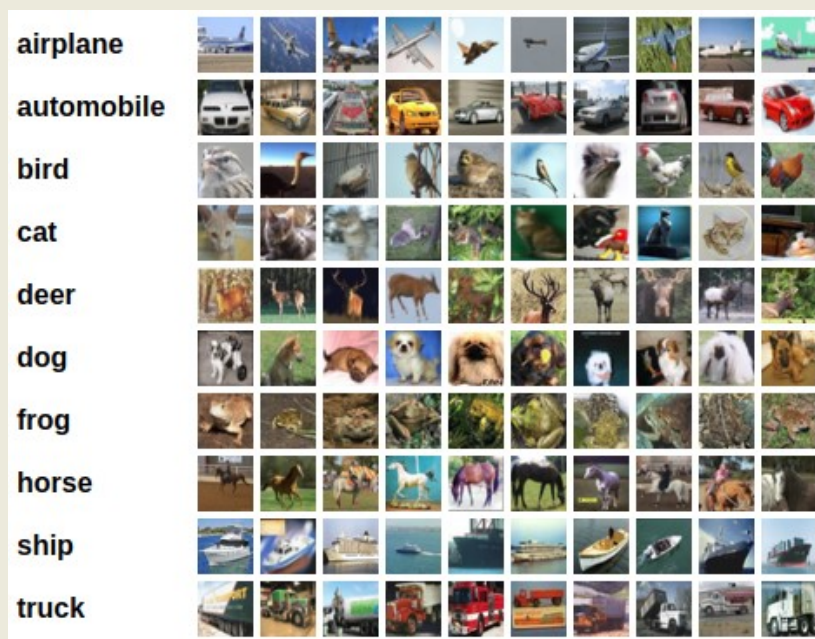 airplane
automobile
bird
cat
deer
dog
frog
horse
ship
truck